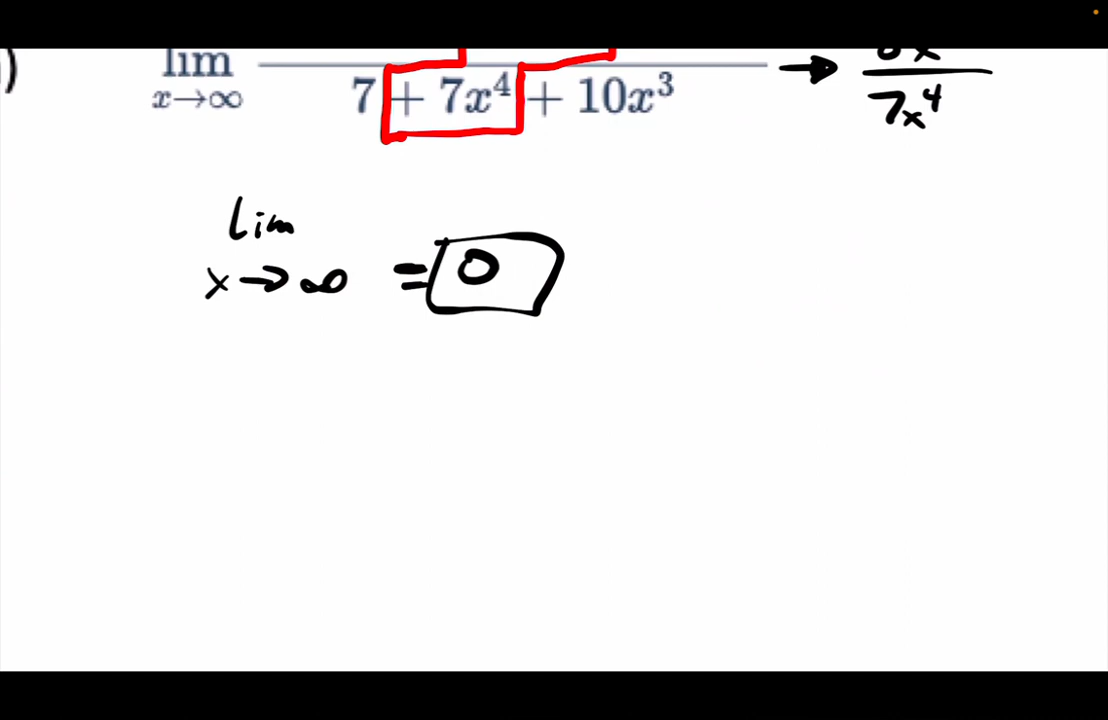 )
lim
x→∞
7 + 7x⁴ + 10x³
→
7x⁴
Lim
x → ∞ = 0